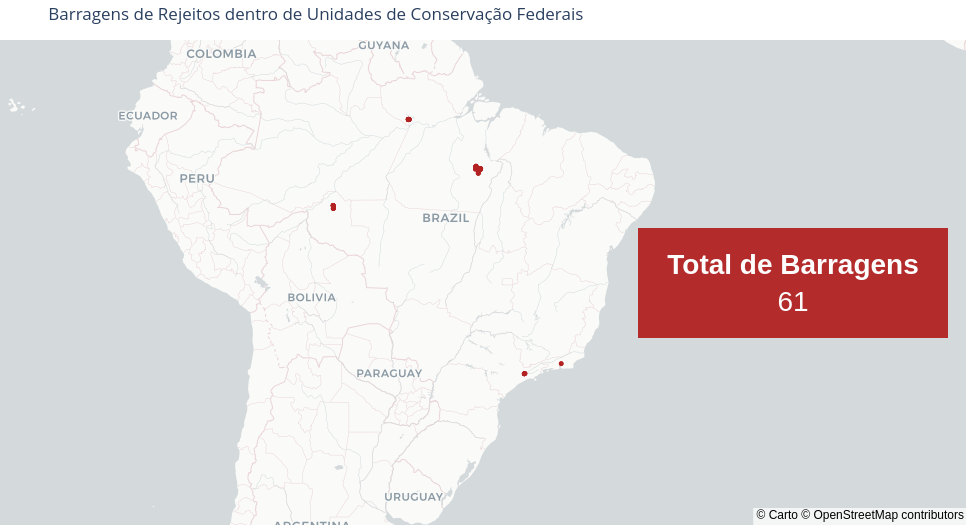 Barragens de Rejeitos dentro de Unidades de Conservação Federais
GUYANA
COLOMBIA
ECUADOR
PERU
BRAZIL
Total de Barragens
61
BOLIVIA
PARAGUAY
URUGUAY
ARGENTINA
© Carto © OpenStreetMap contributors